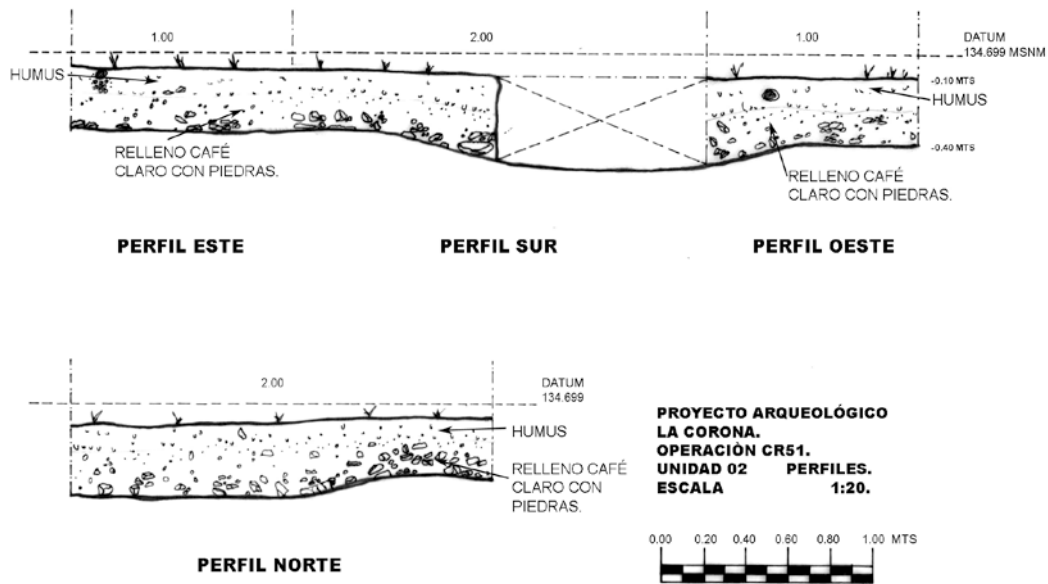 1.00
2.00
1.00
DATUM
134.699 MSNM
HUMUS
-0.10 MTS
HUMUS
RELLENO CAFÉ
CLARO CON PIEDRAS.
-0.40 MTS
RELLENO CAFÉ
CLARO CON PIEDRAS.
PERFIL ESTE
PERFIL SUR
PERFIL OESTE
2.00
DATUM
134.699
HUMUS
RELLENO CAFÉ
CLARO CON
PIEDRAS.
PERFIL NORTE
PROYECTO ARQUEOLÓGICO
LA CORONA.
OPERACIÒN CR51.
UNIDAD 02 PERFILES.
ESCALA 1:20.
0.00 0.20 0.40 0.60 0.80 1.00 MTS